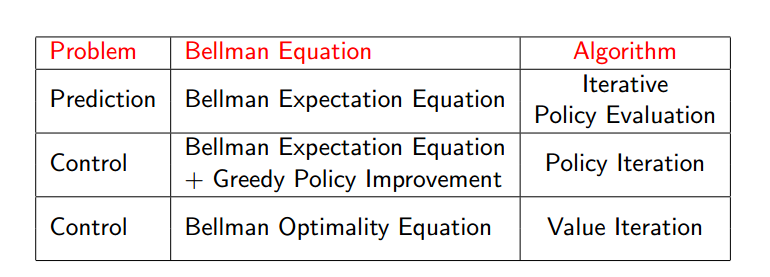 Problem Bellman Equation Algorithm
Prediction Bellman Expectation Equation Iterative
Policy Evaluation
Control Bellman Expectation Equation
+ Greedy Policy Improvement Policy Iteration
Control Bellman Optimality Equation Value Iteration